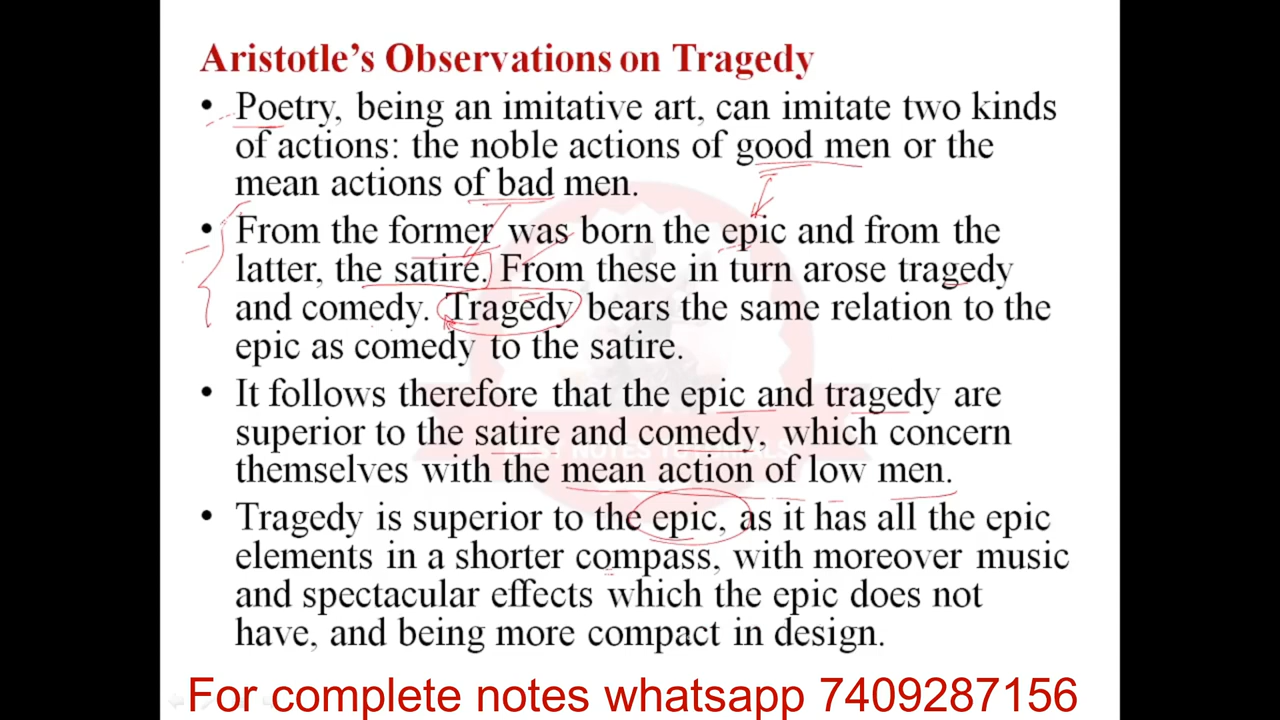 Aristotle's Observations on Tragedy
• Poetry, being an imitative art, can imitate two kinds
of actions: the noble actions of good men or the
mean actions of bad men.
• From the former was born the epic and from the
latter, the satire. From these in turn arose tragedy
and comedy. Tragedy bears the same relation to the
epic as comedy to the satire.
• It follows therefore that the epic and tragedy are
superior to the satire and comedy, which concern
themselves with the mean action of low men.
• Tragedy is superior to the epic, as it has all the epic
elements in a shorter compass, with moreover music
and spectacular effects which the epic does not
have, and being more compact in design.
For complete notes whatsapp 7409287156